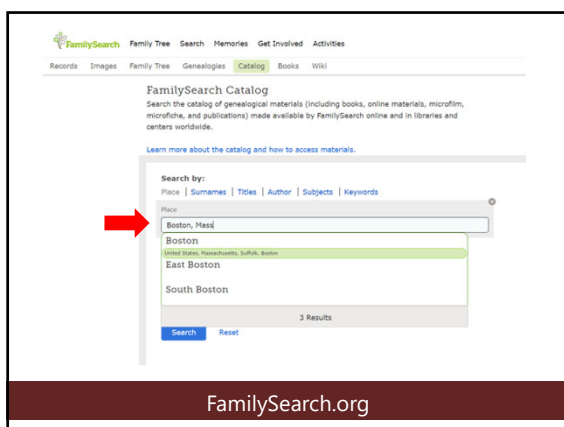 FamilySearch Family Tree Search Memories Get Involved Activities
Records Images Family Tree Genealogies Catalog Books Wiki
FamilySearch Catalog
Search the catalog of genealogical materials (including books, online materials, microfilm,
microfiche, and publications) made available by FamilySearch online and in libraries and
centers worldwide.
Learn more about the catalog and how to access materials.
Search by:
Place | Surnames | Titles | Author | Subjects | Keywords
Place
Boston, Mass
Boston
United States, Massachusetts, Suffolk, Boston
East Boston
South Boston
3 Results
Search Reset
FamilySearch.org